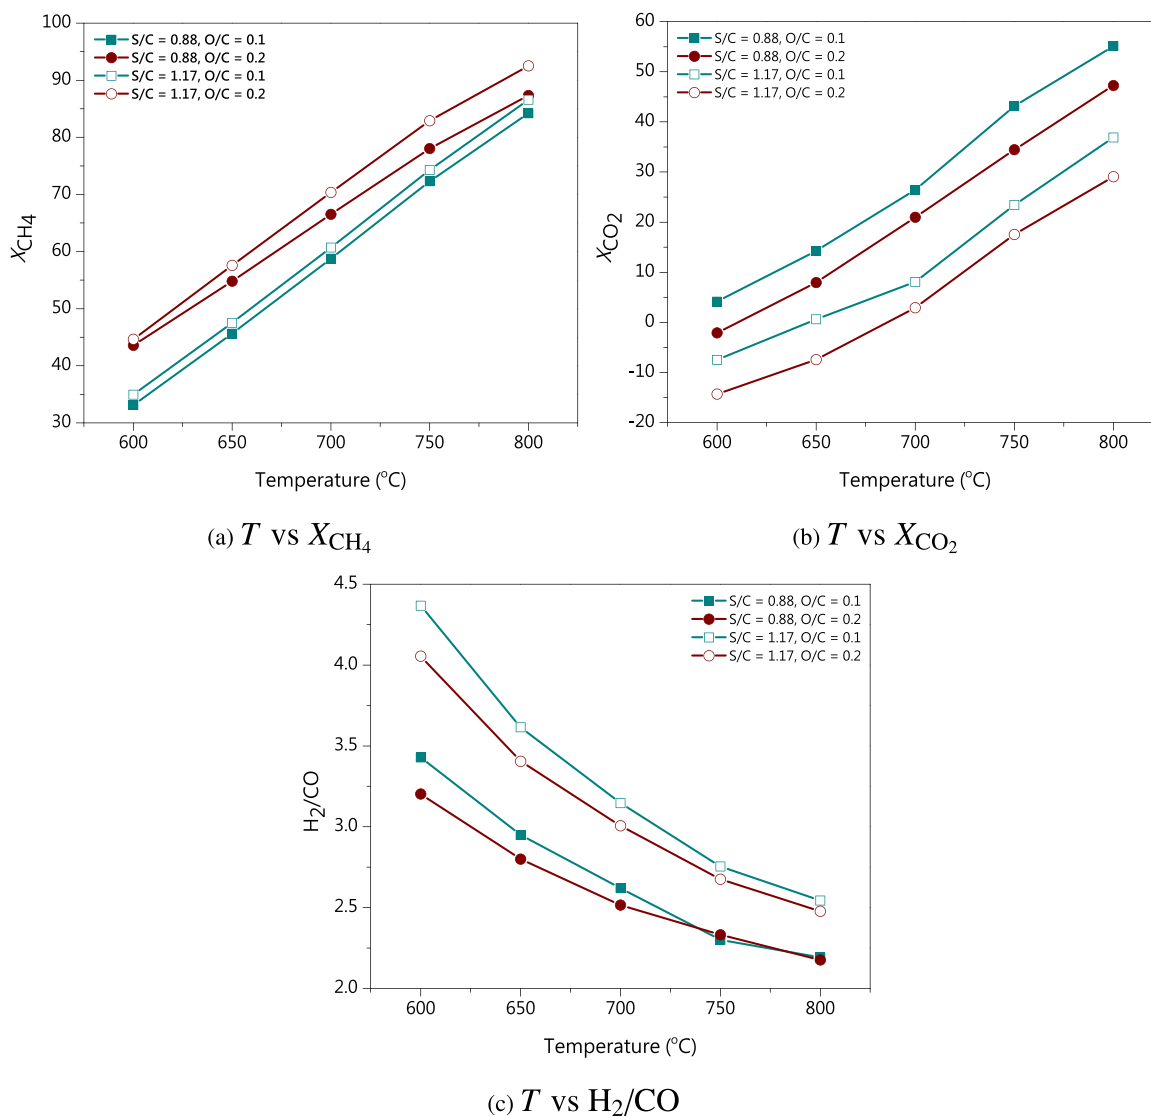 100
90
80
70
60
50
40
30
X_CH4
S/C = 0.88, O/C = 0.1
S/C = 0.88, O/C = 0.2
S/C = 1.17, O/C = 0.1
S/C = 1.17, O/C = 0.2
600 650 700 750 800
Temperature (°C)
(a) T vs X_CH4
60
50
40
30
20
10
0
-10
-20
X_CO2
S/C = 0.88, O/C = 0.1
S/C = 0.88, O/C = 0.2
S/C = 1.17, O/C = 0.1
S/C = 1.17, O/C = 0.2
600 650 700 750 800
Temperature (°C)
(b) T vs X_CO2
4.5
4.0
3.5
3.0
2.5
2.0
H2/CO
S/C = 0.88, O/C = 0.1
S/C = 0.88, O/C = 0.2
S/C = 1.17, O/C = 0.1
S/C = 1.17, O/C = 0.2
600 650 700 750 800
Temperature (°C)
(c) T vs H2/CO